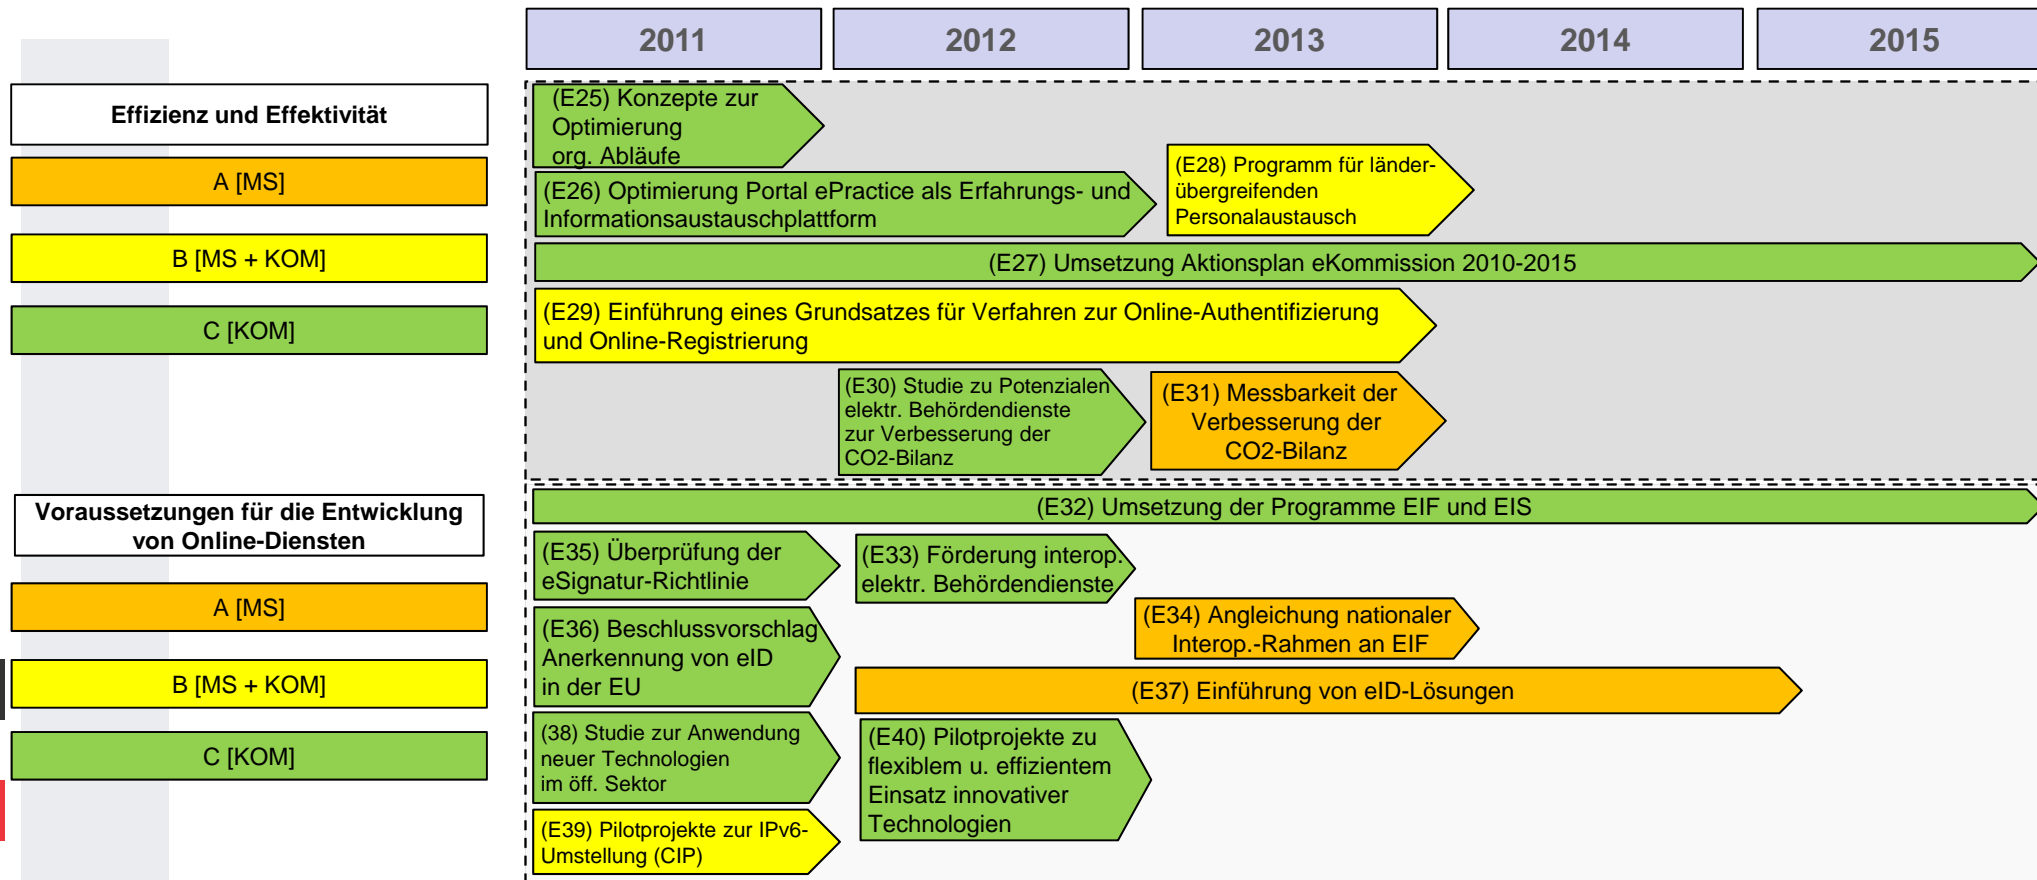 2011
2012
2013
2014
2015
Effizienz und Effektivität
A [MS]
B [MS + KOM]
C [KOM]
(E25) Konzepte zur
Optimierung
org. Abläufe
(E26) Optimierung Portal ePractice als Erfahrungs- und
Informationsaustauschplattform
(E28) Programm für länder-
übergreifenden
Personalaustausch
(E27) Umsetzung Aktionsplan eKommission 2010-2015
(E29) Einführung eines Grundsatzes für Verfahren zur Online-Authentifizierung
und Online-Registrierung
(E30) Studie zu Potenzialen
elektr. Behördendienste
zur Verbesserung der
CO2-Bilanz
(E31) Messbarkeit der
Verbesserung der
CO2-Bilanz
Voraussetzungen für die Entwicklung
von Online-Diensten
A [MS]
B [MS + KOM]
C [KOM]
(E32) Umsetzung der Programme EIF und EIS
(E35) Überprüfung der
eSignatur-Richtlinie
(E33) Förderung interop.
elektr. Behördendienste
(E36) Beschlussvorschlag
Anerkennung von eID
in der EU
(E34) Angleichung nationaler
Interop.-Rahmen an EIF
(E37) Einführung von eID-Lösungen
(38) Studie zur Anwendung
neuer Technologien
im öff. Sektor
(E40) Pilotprojekte zu
flexiblem u. effizientem
Einsatz innovativer
Technologien
(E39) Pilotprojekte zur IPv6-
Umstellung (CIP)